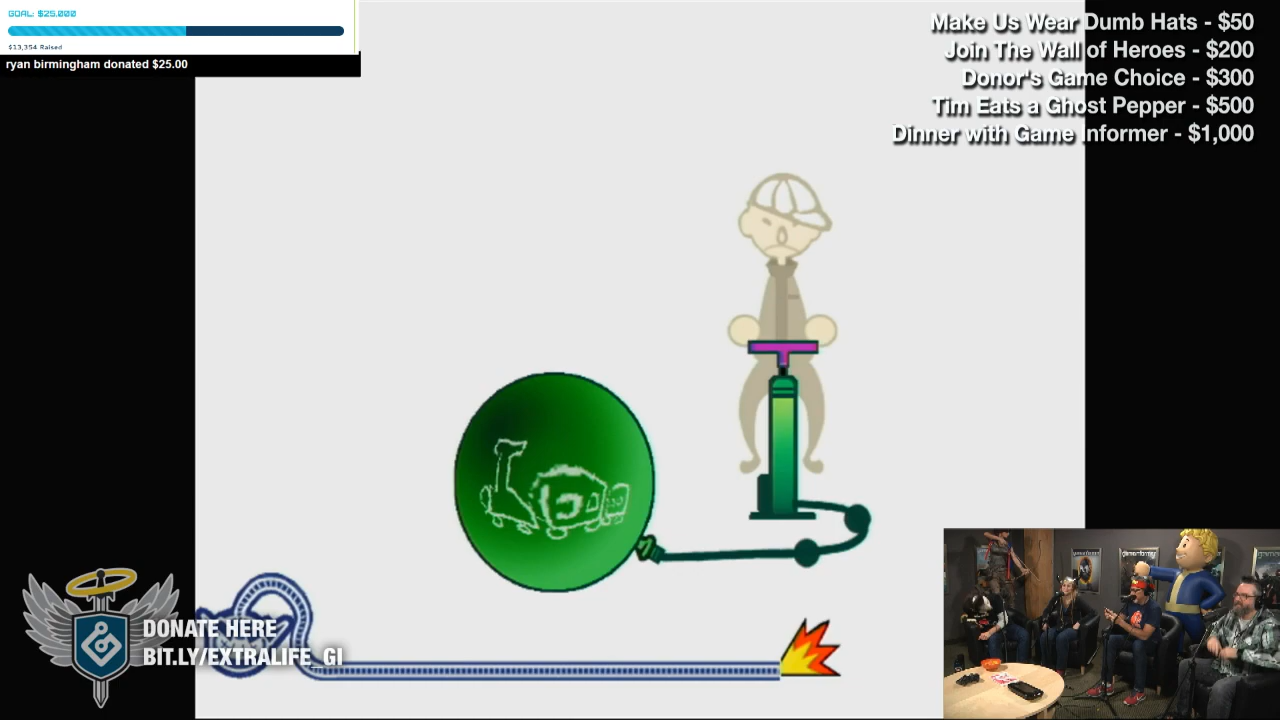 GOAL: $25,000
$13,354 Raised
ryan birmingham donated $25.00
Make Us Wear Dumb Hats - $50
Join The Wall of Heroes - $200
Donor's Game Choice - $300
Tim Eats a Ghost Pepper - $500
Dinner with Game Informer - $1,000
DONATE HERE
BIT.LY/EXTRALIFE_GI